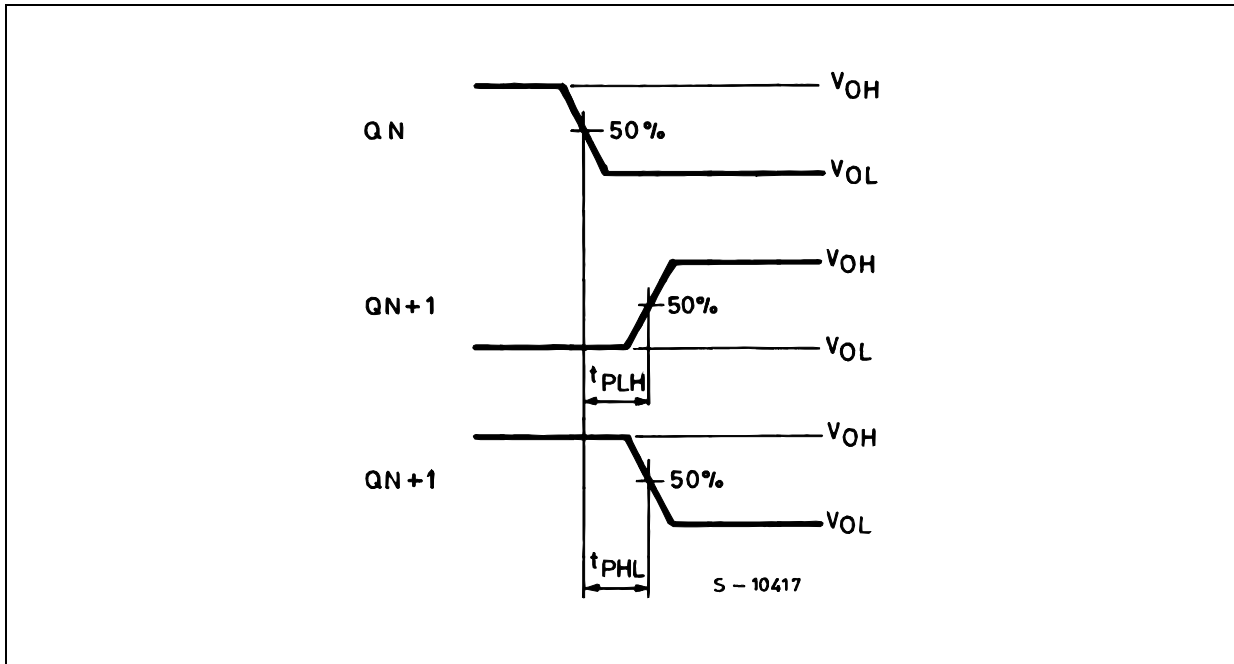 VOH
QN
50%
VOL
VOH
QN+1
50%
VOL
tPLH
VOH
QN+1
50%
VOL
tPHL
S - 10417